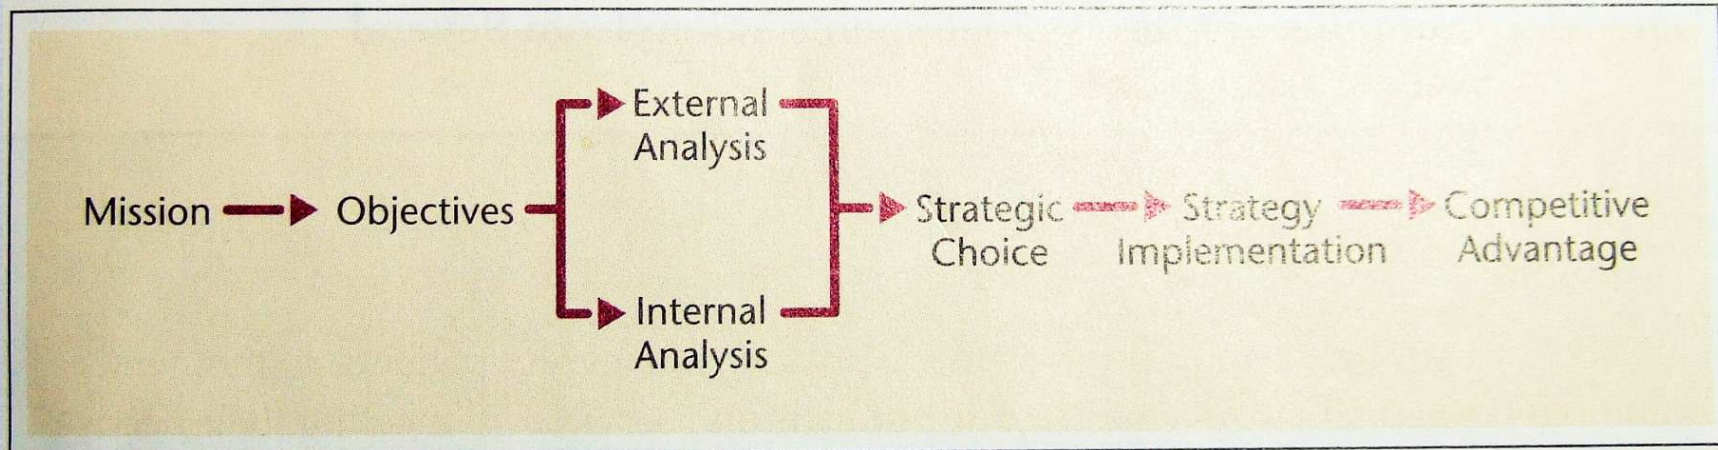 Mission
Objectives
External
Analysis
Internal
Analysis
Strategic
Choice
Strategy
Implementation
Competitive
Advantage